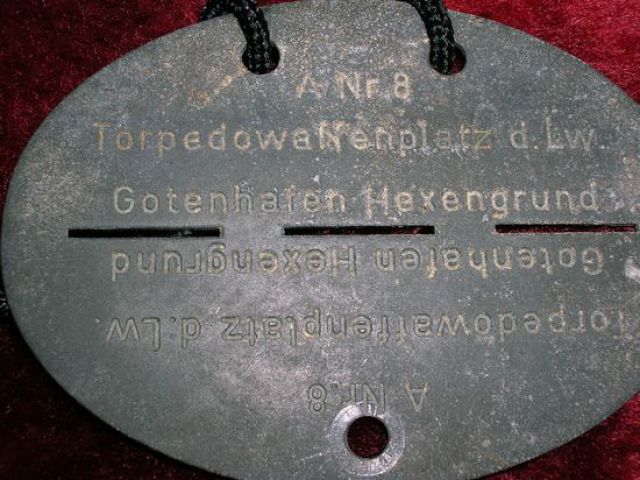 A Nr.8
Torpedowaffenplatz d.Lw.
Gotenhafen Hexengrund
Gotenhafen Hexengrund
Torpedowaffenplatz d.Lw.
A Nr.8